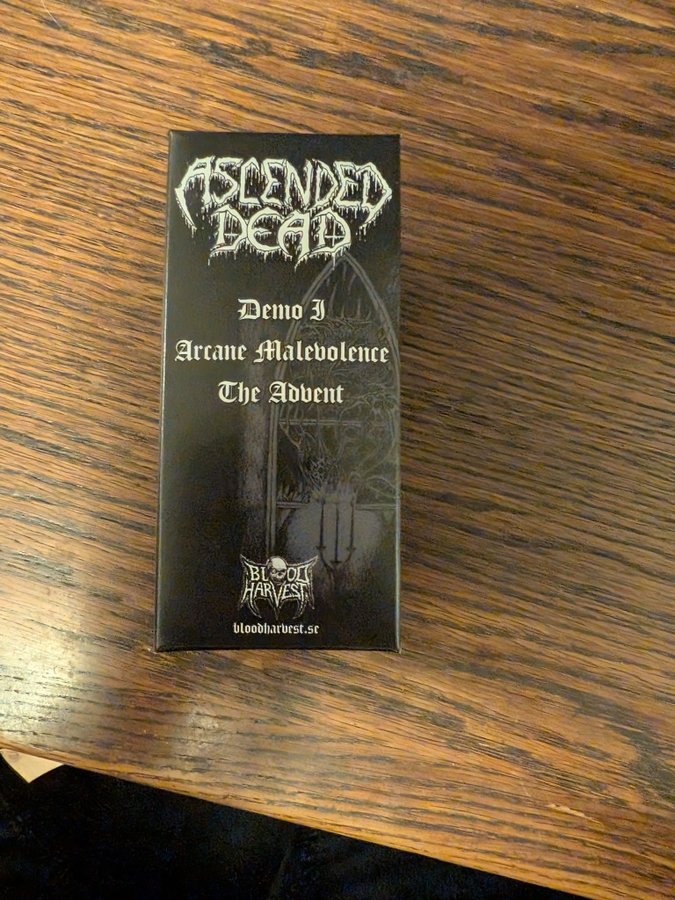 ASCENDED
DEAD
Demo I
Arcane Malevolence
The Advent
BLOOD
HARVEST
bloodharvest.se